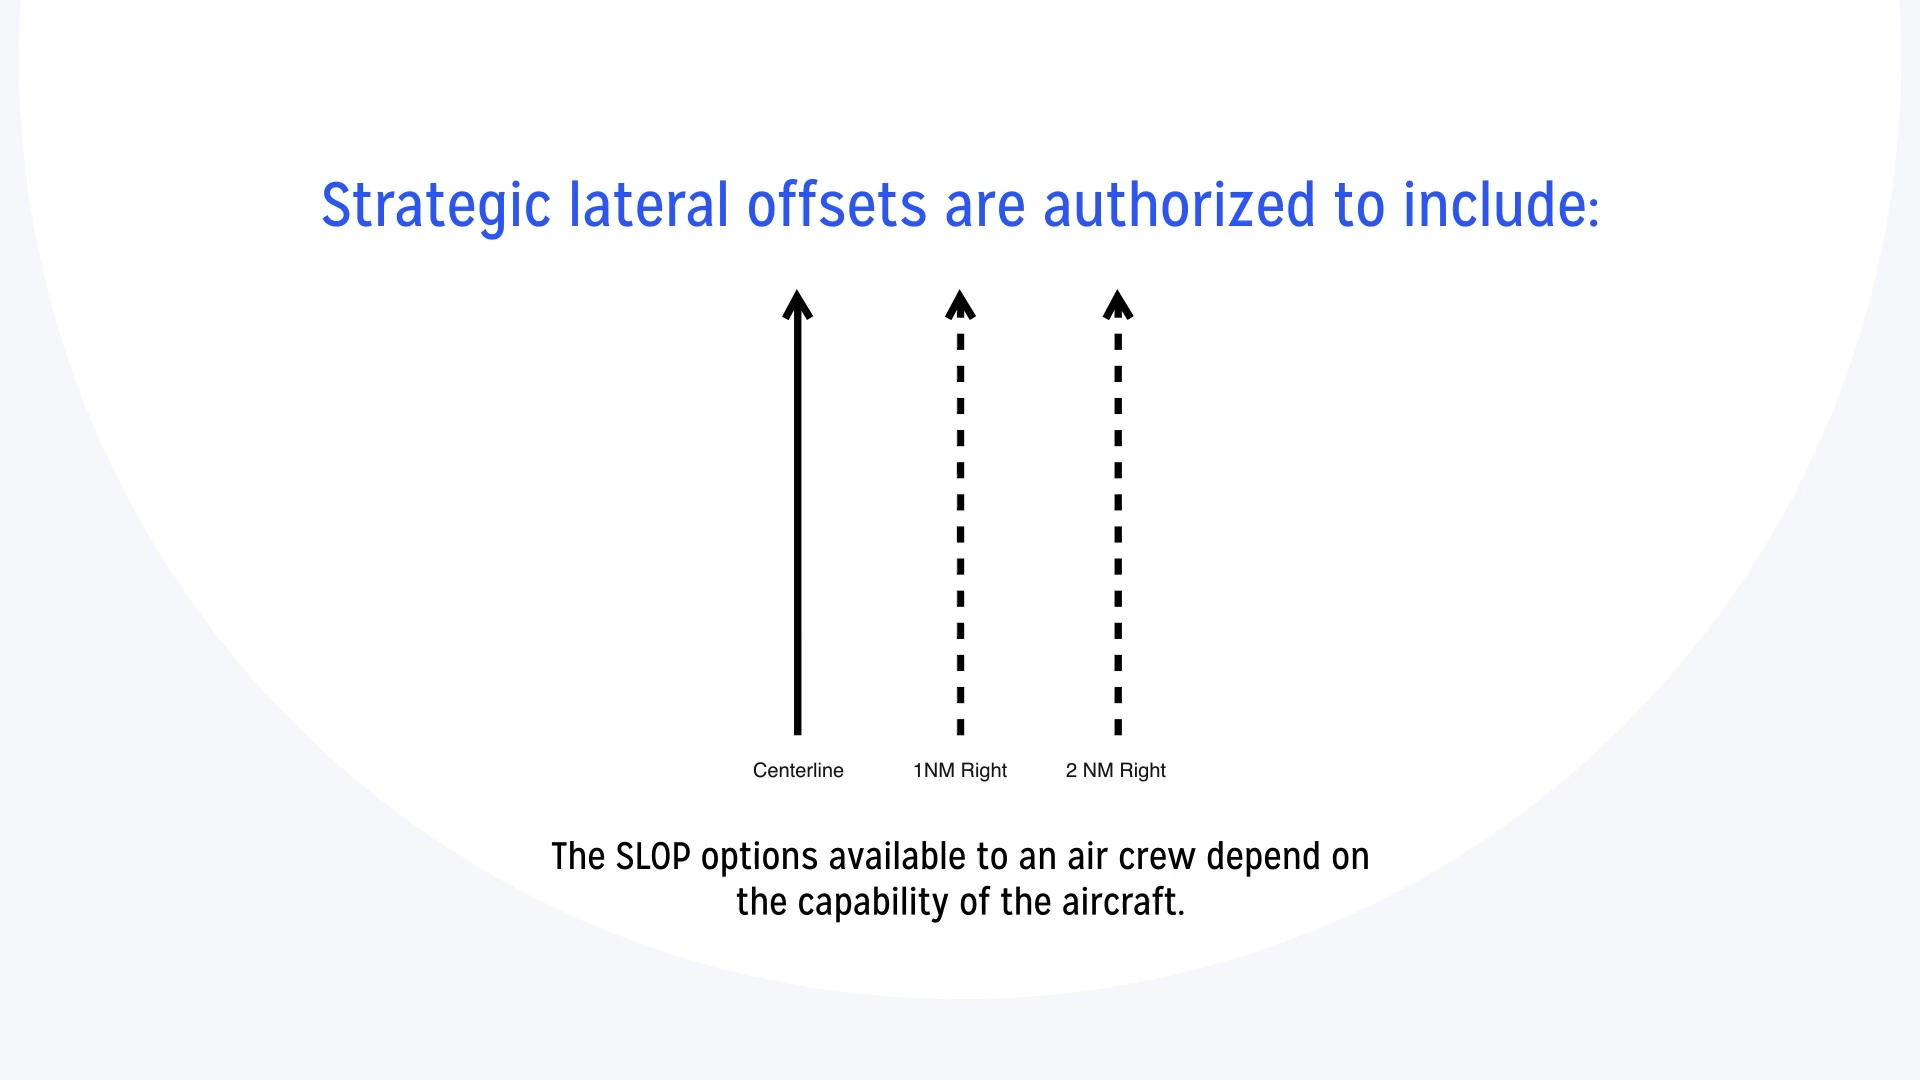 Strategic lateral offsets are authorized to include:
Centerline
1NM Right
2 NM Right
The SLOP options available to an air crew depend on
the capability of the aircraft.